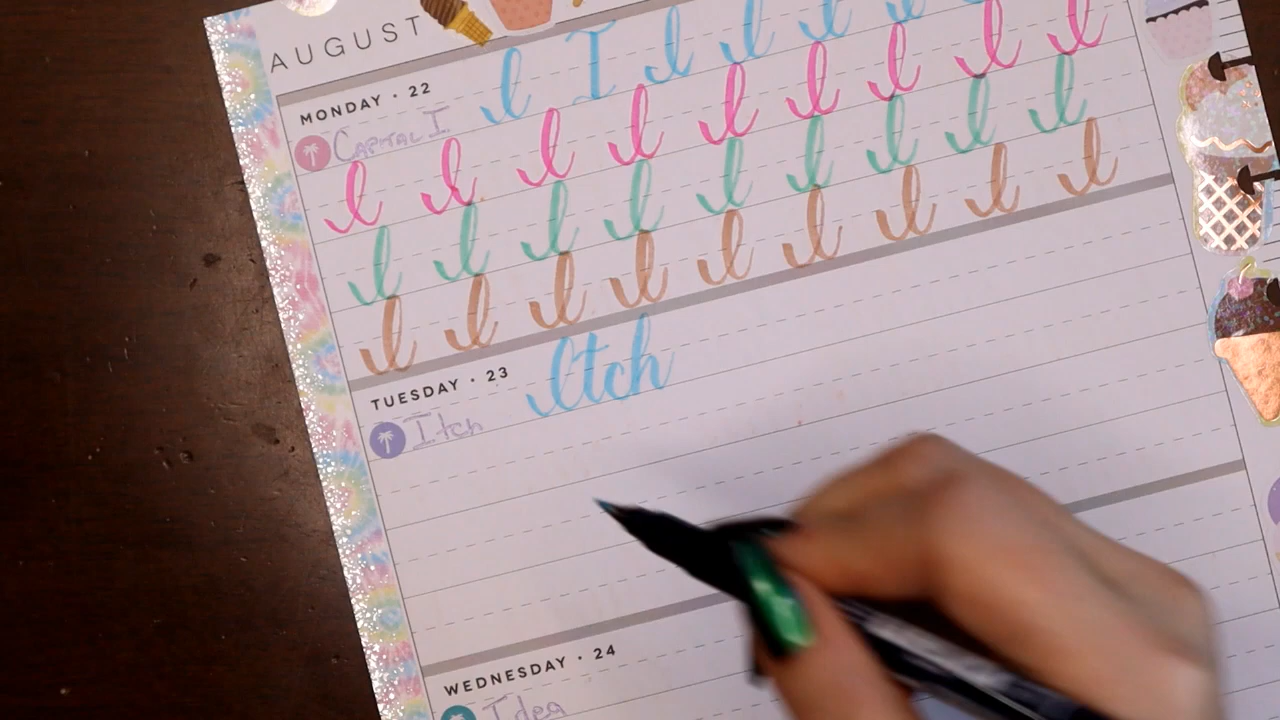 AUGUST
MONDAY · 22
I I I I I I
CAPITAL I
I I I I I I I I I
I I I I I I I I I
I I I I I I I I I
TUESDAY · 23
Itch
Itch
WEDNESDAY · 24
Idea